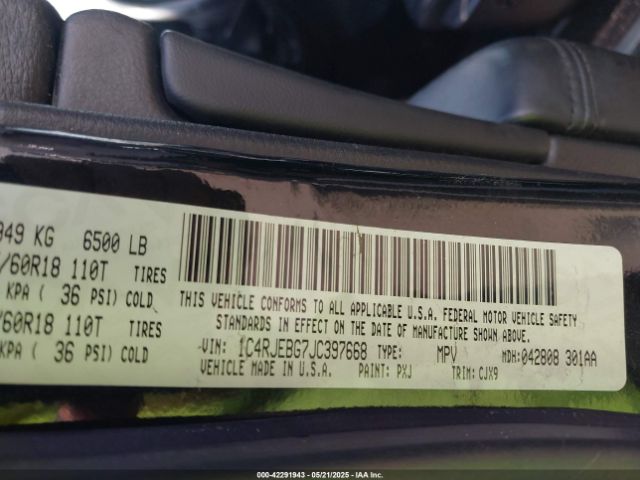 949 KG 6500 LB
/60R18 110T TIRES
KPA ( 36 PSI) COLD
/60R18 110T TIRES
KPA ( 36 PSI) COLD
THIS VEHICLE CONFORMS TO ALL APPLICABLE U.S.A. FEDERAL MOTOR VEHICLE SAFETY
STANDARDS IN EFFECT ON THE DATE OF MANUFACTURE SHOWN ABOVE.
VIN: 1C4RJEBG7JC397668 TYPE: MPV MDH: 042808 301AA
VEHICLE MADE IN U.S.A. PAINT: PXJ TRIM: CJX9
000-42291943 - 05/21/2025 - IAA Inc.